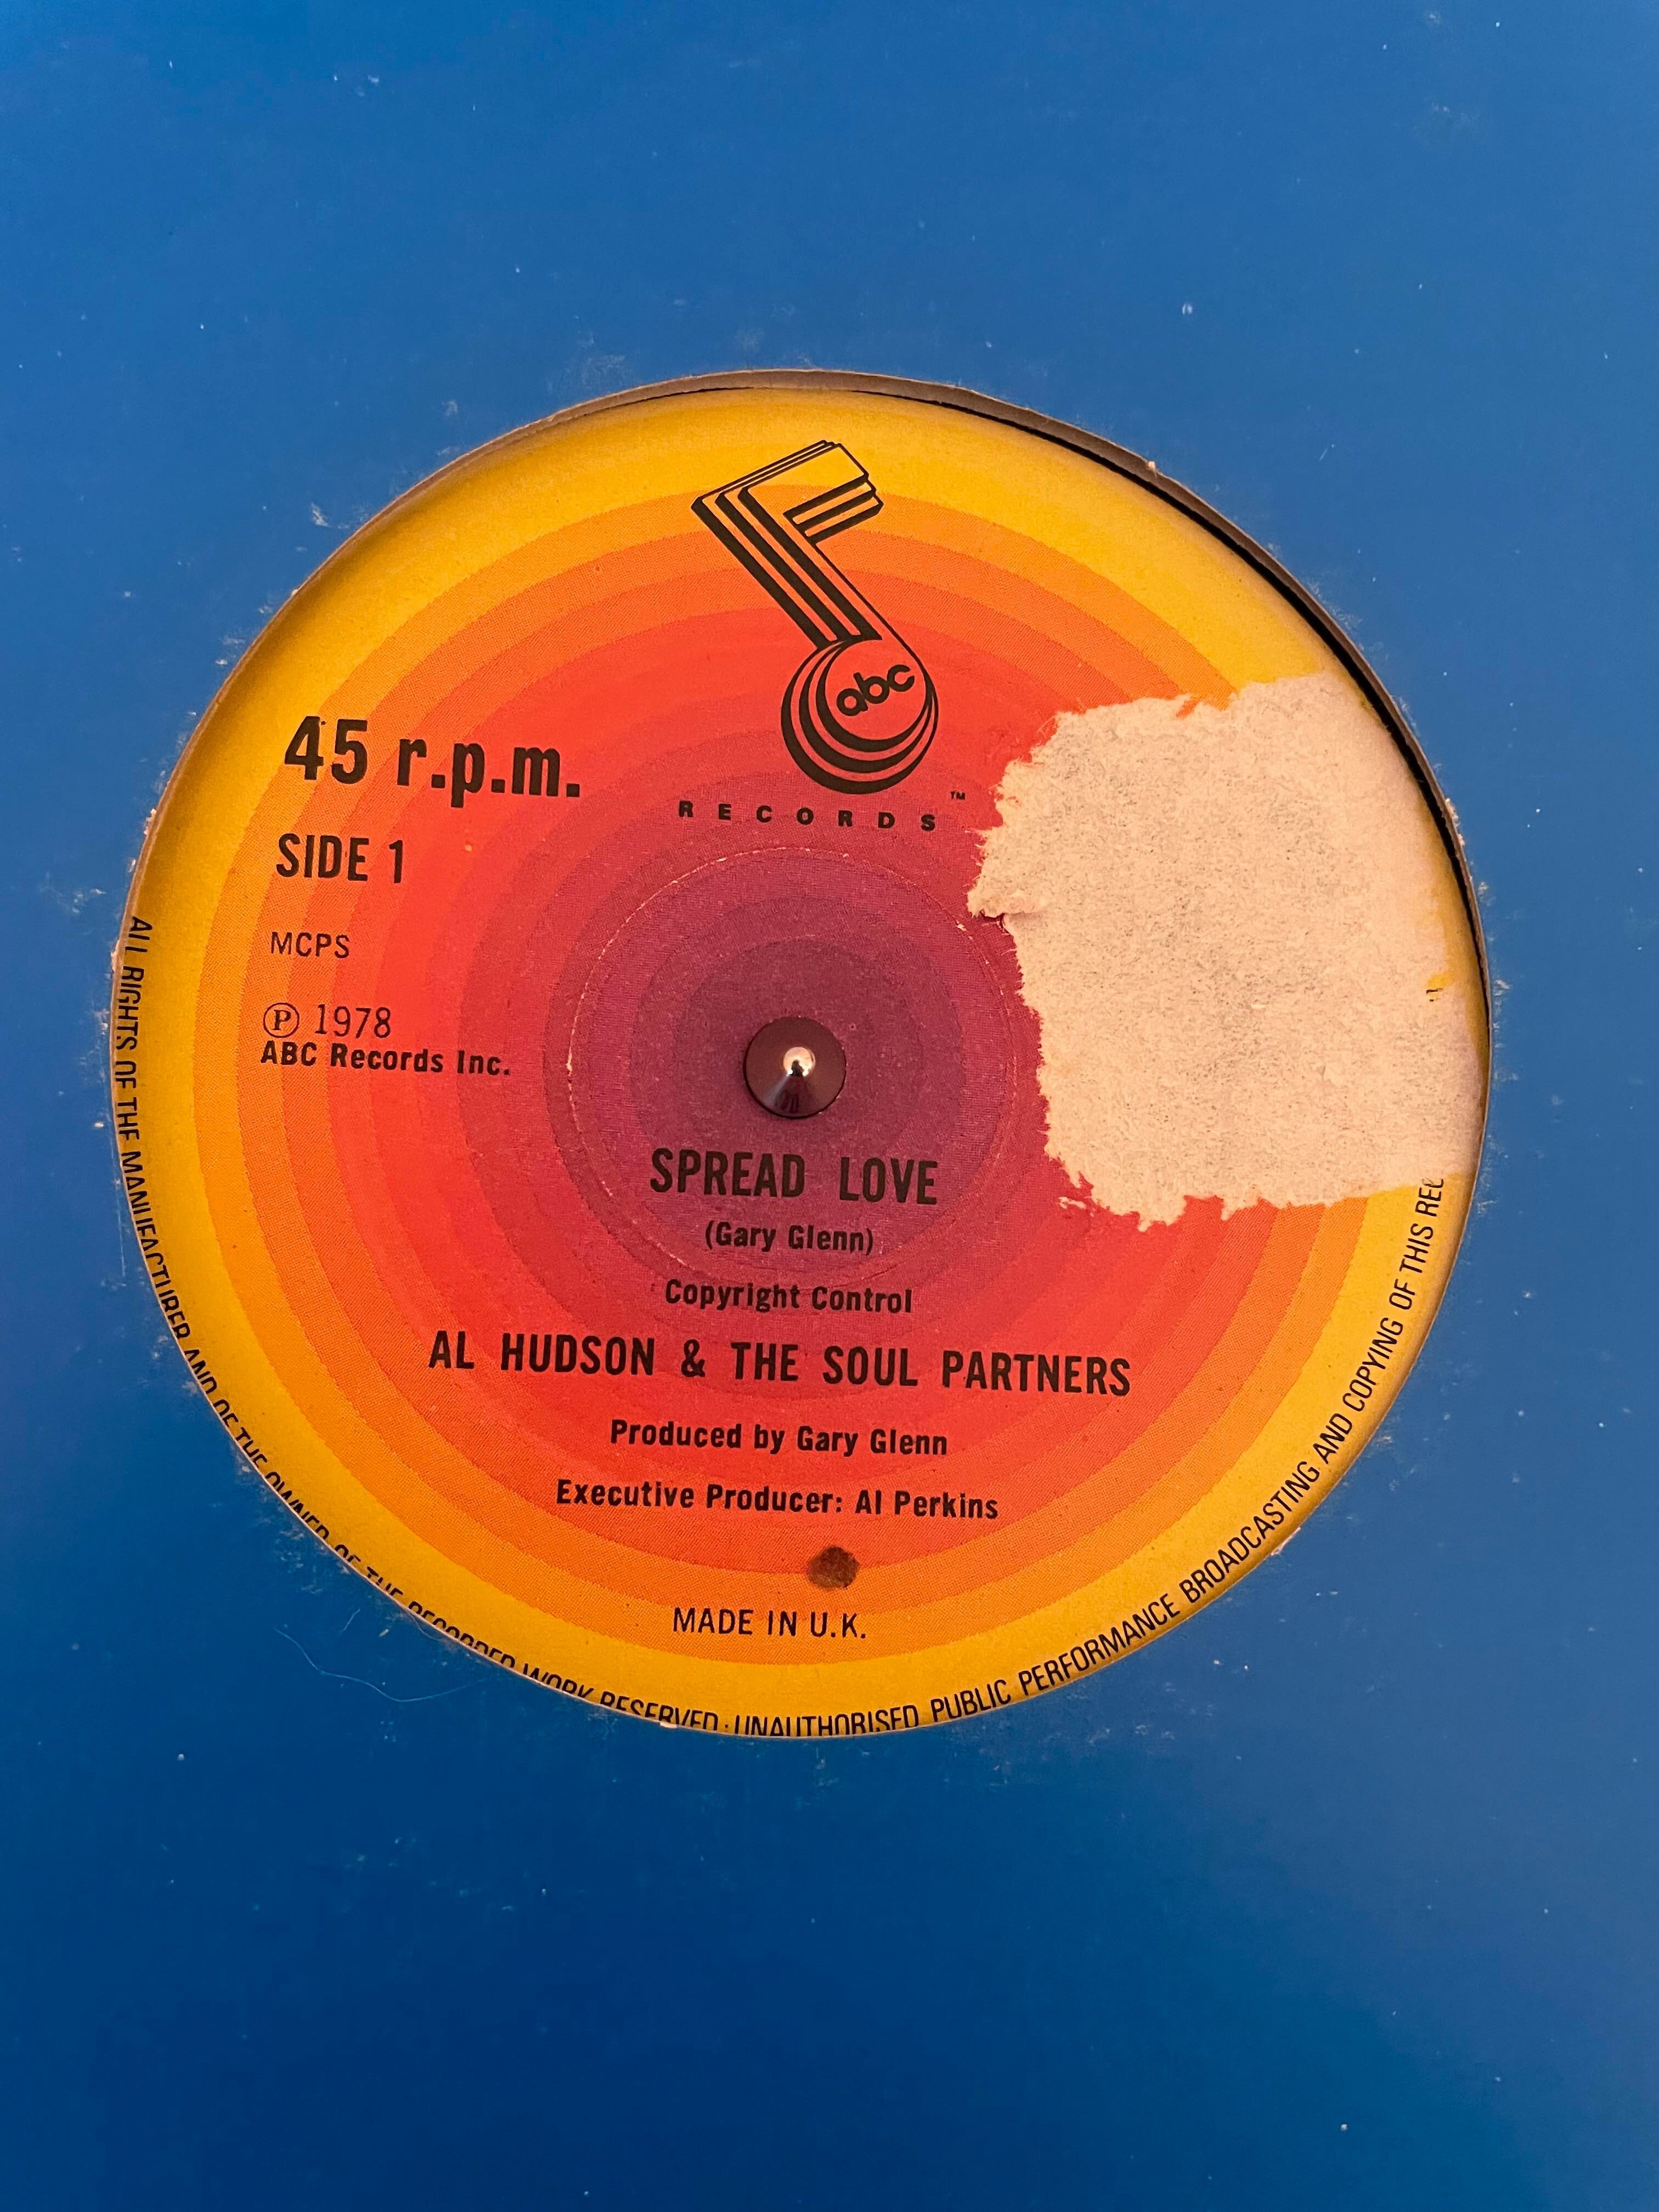 abc
RECORDS ™
45 r.p.m.
SIDE 1
MCPS
Ⓟ 1978
ABC Records Inc.
SPREAD LOVE
(Gary Glenn)
Copyright Control
AL HUDSON & THE SOUL PARTNERS
Produced by Gary Glenn
Executive Producer: Al Perkins
MADE IN U.K.
ALL RIGHTS OF THE MANUFACTURER AND OF THE OWNER OF THE RECORDED WORK RESERVED · UNAUTHORISED PUBLIC PERFORMANCE BROADCASTING AND COPYING OF THIS